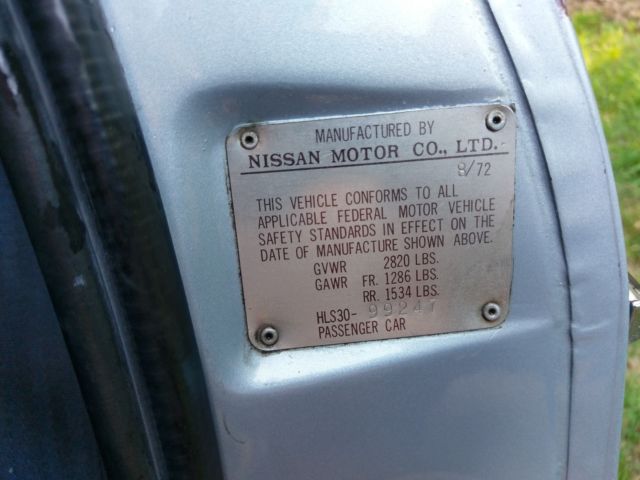 MANUFACTURED BY
NISSAN MOTOR CO., LTD.
8/72
THIS VEHICLE CONFORMS TO ALL
APPLICABLE FEDERAL MOTOR VEHICLE
SAFETY STANDARDS IN EFFECT ON THE
DATE OF MANUFACTURE SHOWN ABOVE.
GVWR 2820 LBS.
GAWR FR. 1286 LBS.
RR. 1534 LBS.
HLS30- 99247
PASSENGER CAR